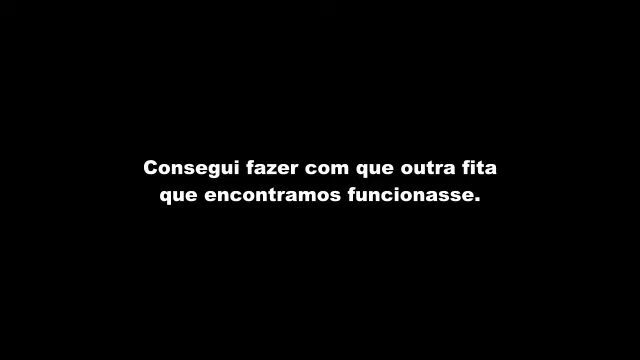 Consegui fazer com que outra fita
que encontramos funcionasse.